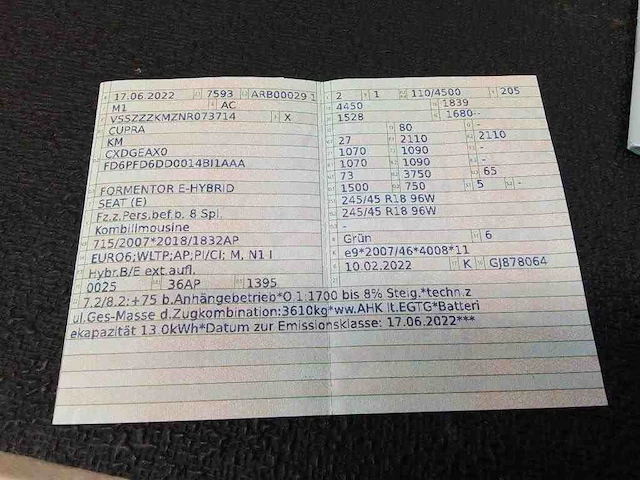 17.06.2022 7593 ARB00029 1
M1 AC
VSSZZZKMZNR073714 X
CUPRA
KM
CXDGEAX0
FD6PFD6DD0014BI1AAA
FORMENTOR E-HYBRID
SEAT (E)
Fz.z.Pers.bef.b. 8 Spl.
Kombilimousine
715/2007*2018/1832AP
EURO6;WLTP;AP;PI/CI; M, N1 I
Hybr.B/E ext.aufl.
0025 36AP 1395
2 1 110/4500 205
4450 1839
1528 1680--
80 -
27 2110 2110
1070 1090 -
1070 1090 -
73 3750 65
1500 750 5 -
245/45 R18 96W
245/45 R18 96W
-
Grün 6
e9*2007/46*4008*11
10.02.2022 K GJ878064
7.2/8.2:+75 b.Anhängebetrieb*O.1:1700 bis 8% Steig.*techn.z
ul.Ges-Masse d.Zugkombination:3610kg*ww.AHK lt.EGTG*Batteri
ekapazität 13.0kWh*Datum zur Emissionsklasse: 17.06.2022***